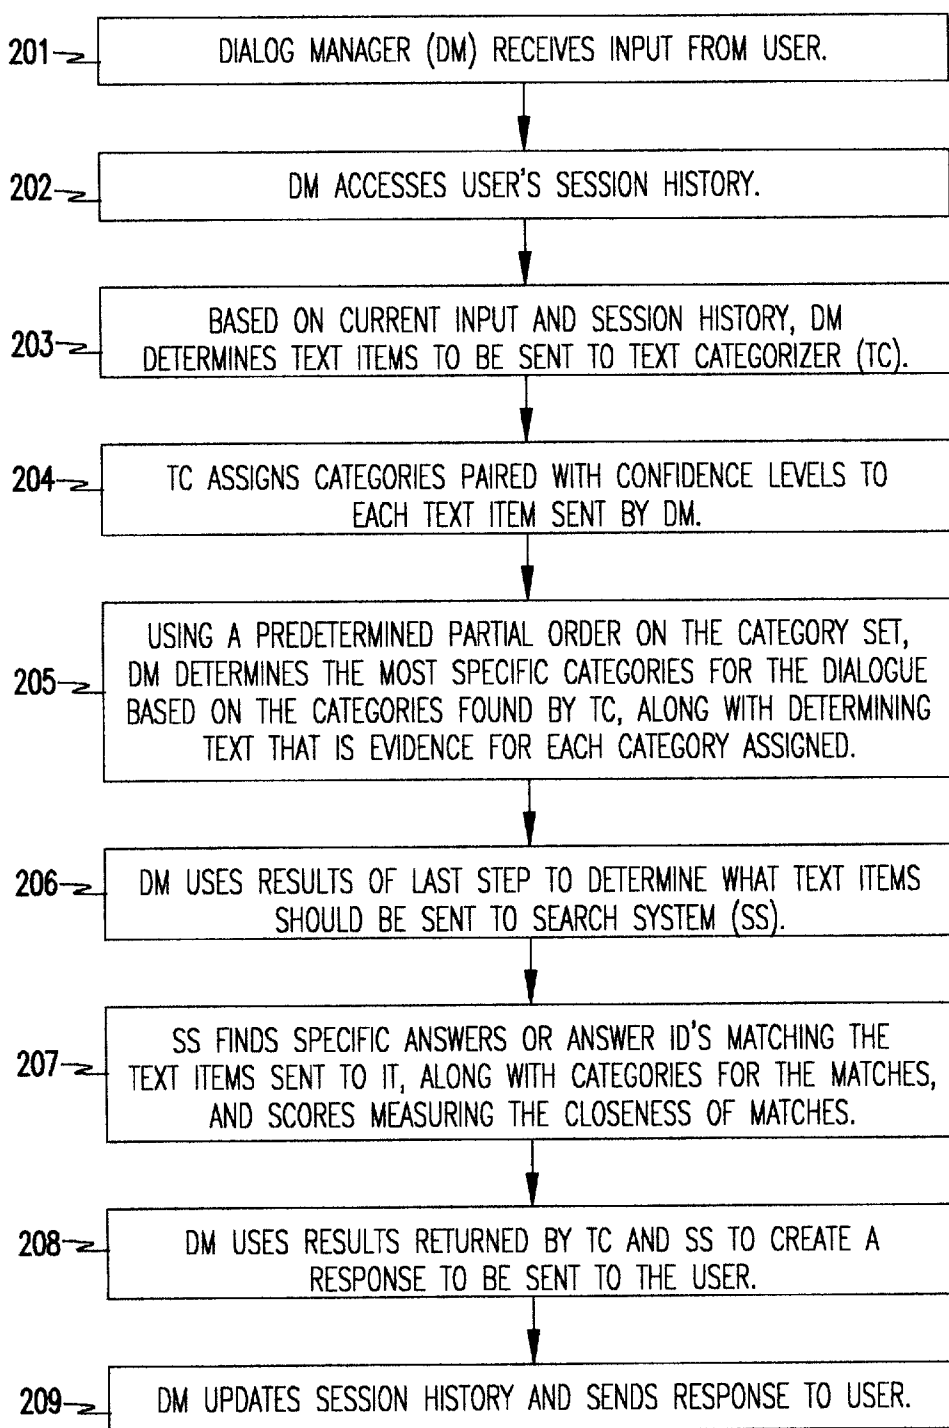 201 DIALOG MANAGER (DM) RECEIVES INPUT FROM USER.
202 DM ACCESSES USER'S SESSION HISTORY.
BASED ON CURRENT INPUT AND SESSION HISTORY, DM
203 DETERMINES TEXT ITEMS TO BE SENT TO TEXT CATEGORIZER (TC).
204 TC ASSIGNS CATEGORIES PAIRED WITH CONFIDENCE LEVELS TO
EACH TEXT ITEM SENT BY DM.
USING A PREDETERMINED PARTIAL ORDER ON THE CATEGORY SET,
205 DM DETERMINES THE MOST SPECIFIC CATEGORIES FOR THE DIALOGUE
BASED ON THE CATEGORIES FOUND BY TC, ALONG WITH DETERMINING
TEXT THAT IS EVIDENCE FOR EACH CATEGORY ASSIGNED.
206 DM USES RESULTS OF LAST STEP TO DETERMINE WHAT TEXT ITEMS
SHOULD BE SENT TO SEARCH SYSTEM (SS).
SS FINDS SPECIFIC ANSWERS OR ANSWER ID'S MATCHING THE
207 TEXT ITEMS SENT TO IT, ALONG WITH CATEGORIES FOR THE MATCHES,
AND SCORES MEASURING THE CLOSENESS OF MATCHES.
208 DM USES RESULTS RETURNED BY TC AND SS TO CREATE A
RESPONSE TO BE SENT TO THE USER.
209 DM UPDATES SESSION HISTORY AND SENDS RESPONSE TO USER.